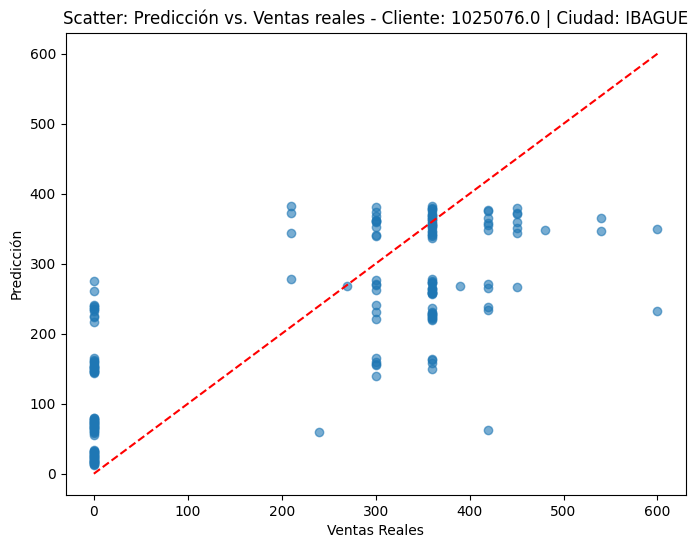 Scatter: Predicción vs. Ventas reales - Cliente: 1025076.0 | Ciudad: IBAGUE
600
500
400
300
200
100
0
Predicción
0 100 200 300 400 500 600
Ventas Reales